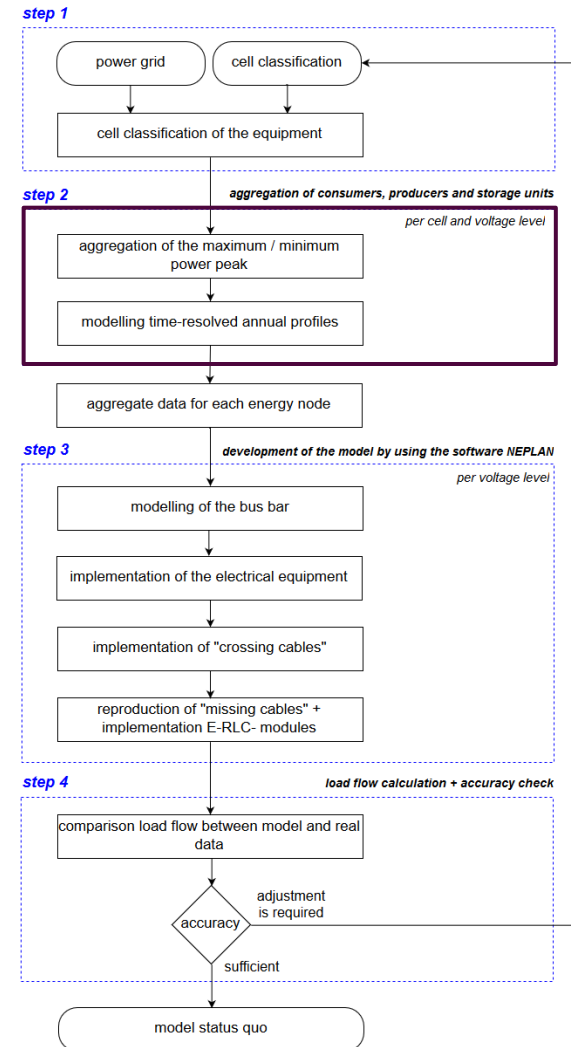 step 1
power grid
cell classification
cell classification of the equipment
step 2
aggregation of consumers, producers and storage units
per cell and voltage level
aggregation of the maximum / minimum
power peak
modelling time-resolved annual profiles
aggregate data for each energy node
step 3
development of the model by using the software NEPLAN
per voltage level
modelling of the bus bar
implementation of the electrical equipment
implementation of "crossing cables"
reproduction of "missing cables" +
implementation E-RLC- modules
step 4
load flow calculation + accuracy check
comparison load flow between model and real
data
adjustment
is required
accuracy
sufficient
model status quo